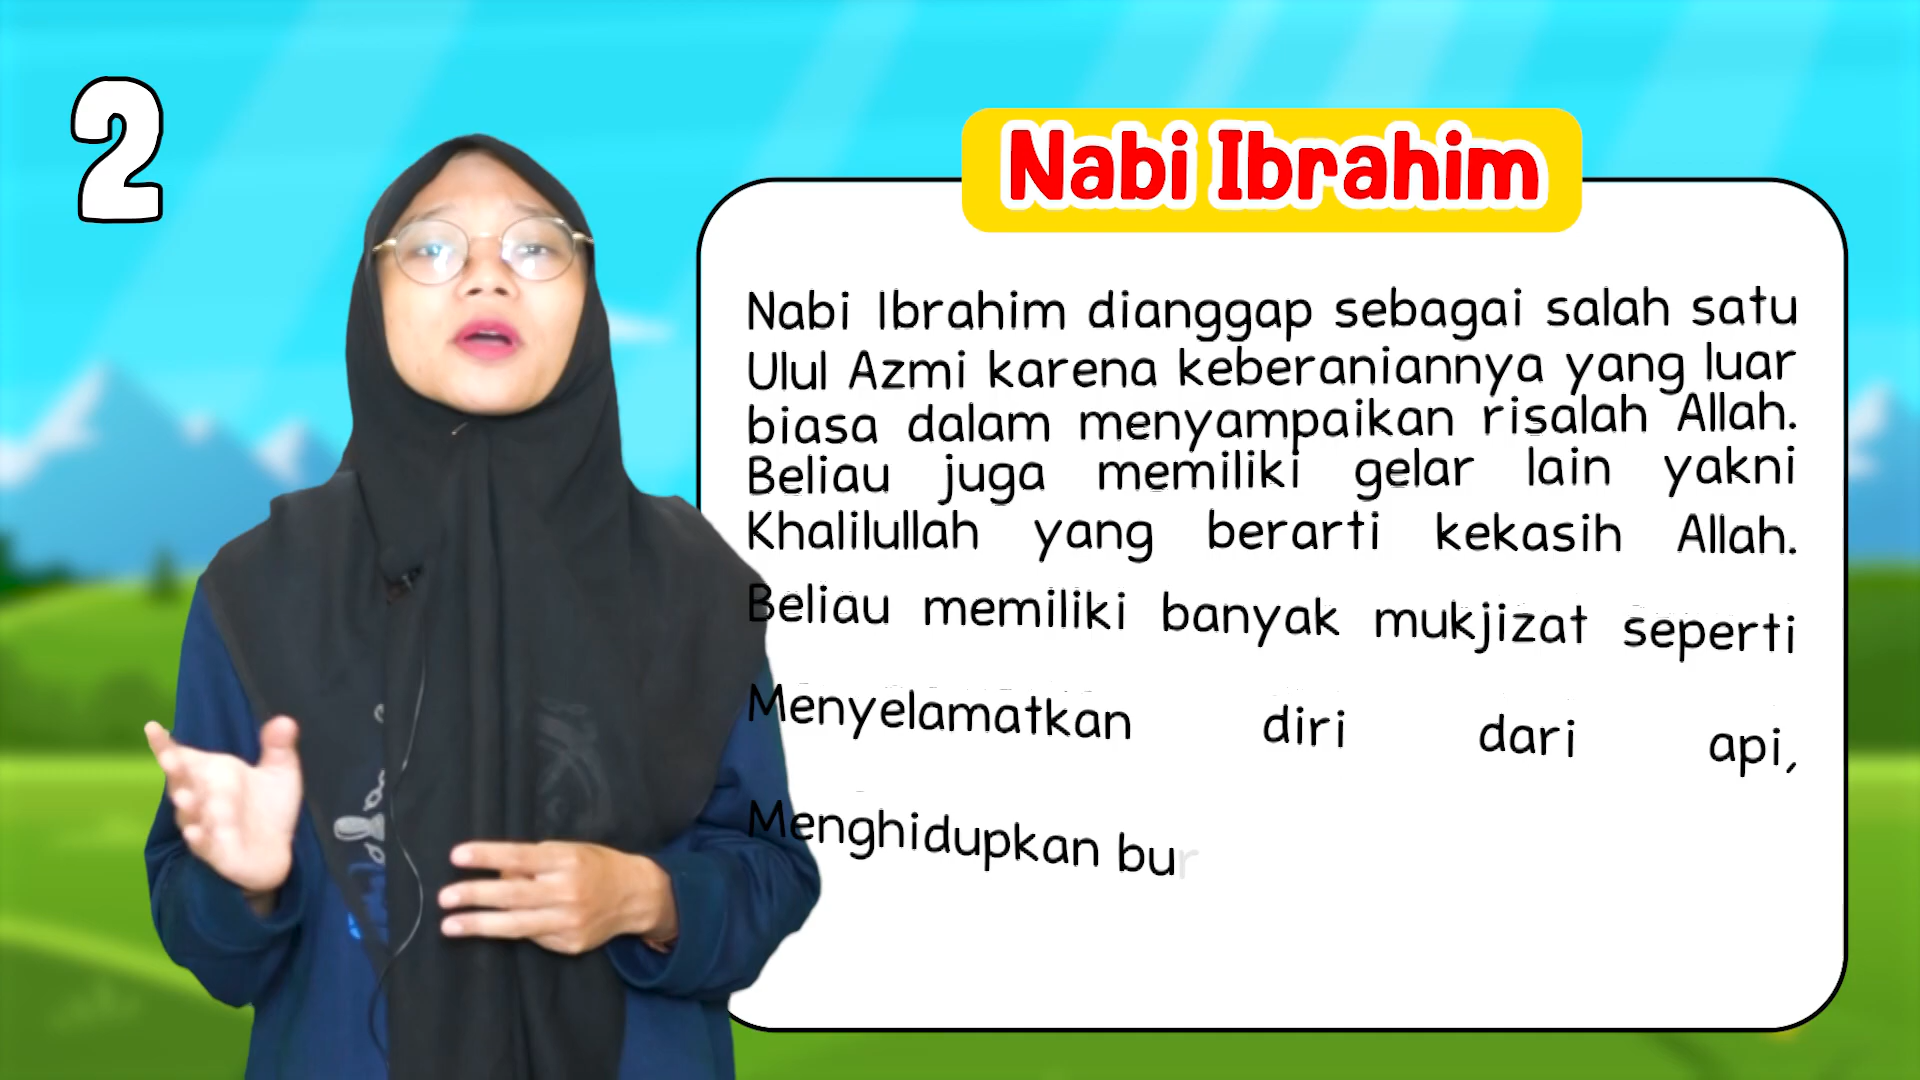 2
Nabi Ibrahim
Nabi Ibrahim dianggap sebagai salah satu
Ulul Azmi karena keberaniannya yang luar
biasa dalam menyampaikan risalah Allah.
Beliau juga memiliki gelar lain yakni
Khalilullah yang berarti kekasih Allah.
Beliau memiliki banyak mukjizat seperti
Menyelamatkan diri dari api,
Menghidupkan bur